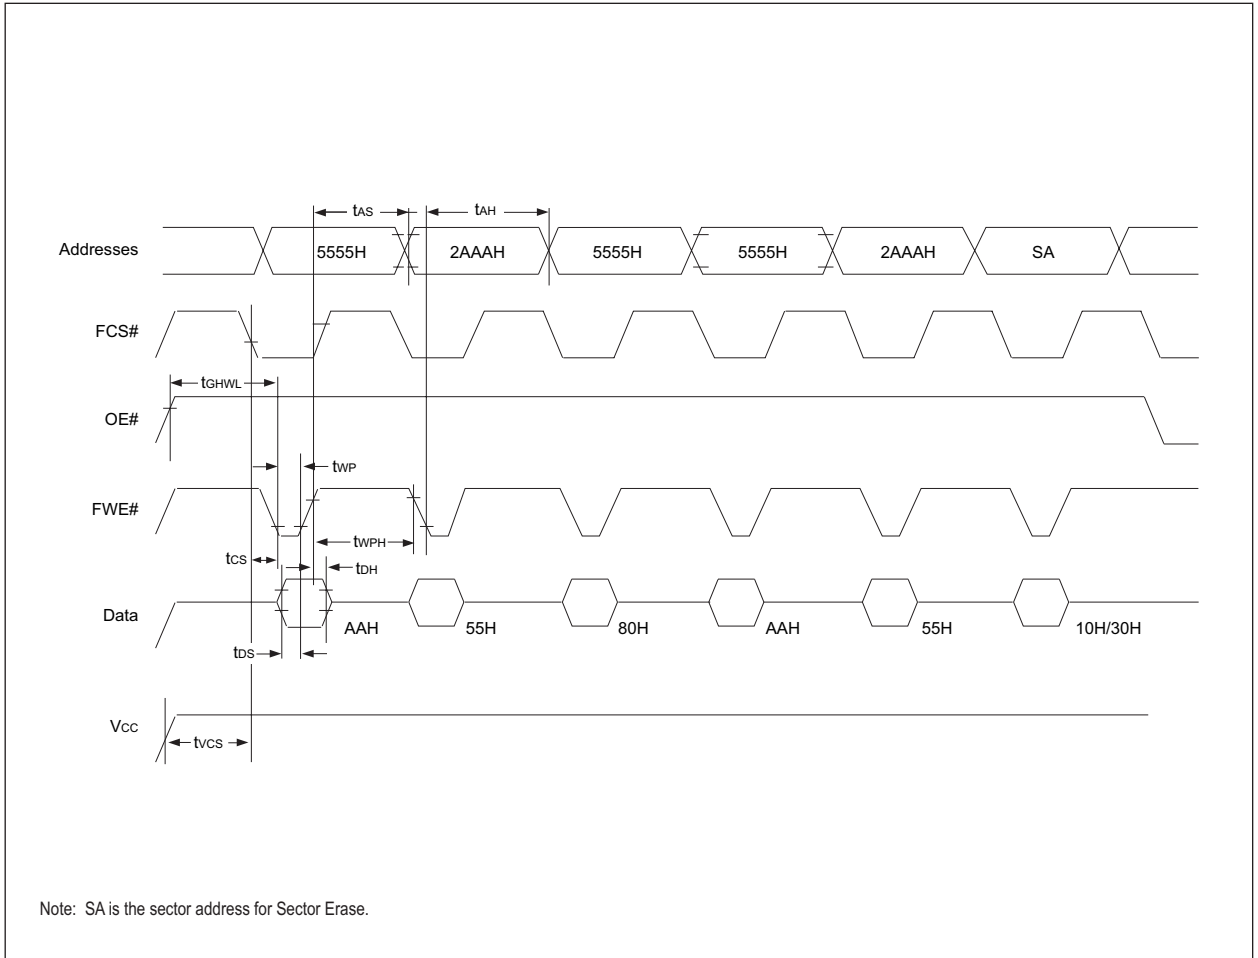 tAS tAH
Addresses 5555H 2AAAH 5555H 5555H 2AAAH SA
FCS#
tGHWL
OE#
tWP
FWE#
tWPH
tCS
tDH
Data
AAH 55H 80H AAH 55H 10H/30H
tDS
VCC
tVCS
Note: SA is the sector address for Sector Erase.